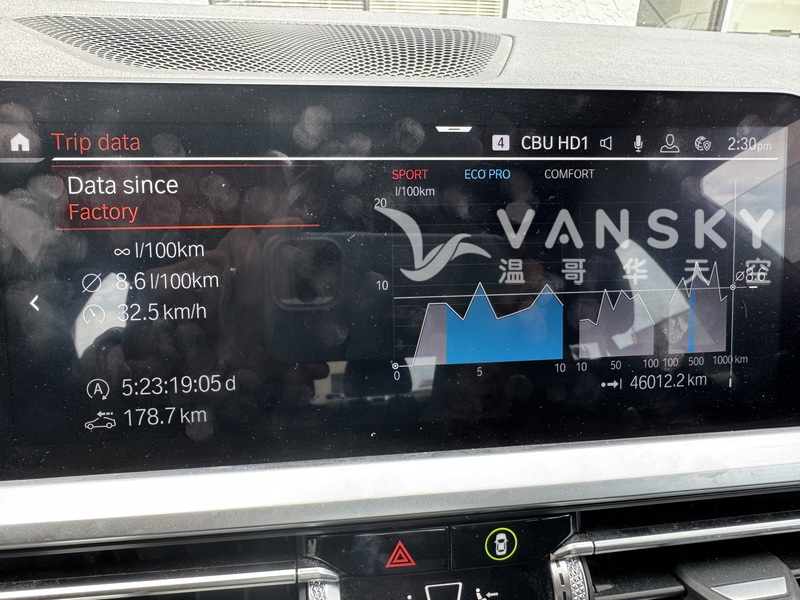 Trip data
4 CBU HD1 2:30pm
Data since
Factory
SPORT ECO PRO COMFORT
l/100km
20
10
0 5 10 10 50 100 100 500 1000 km
∞ l/100km
Ø 8.6 l/100km
32.5 km/h
Ø8.6
A 5:23:19:05 d
178.7 km
46012.2 km
VANSKY
温哥华天空